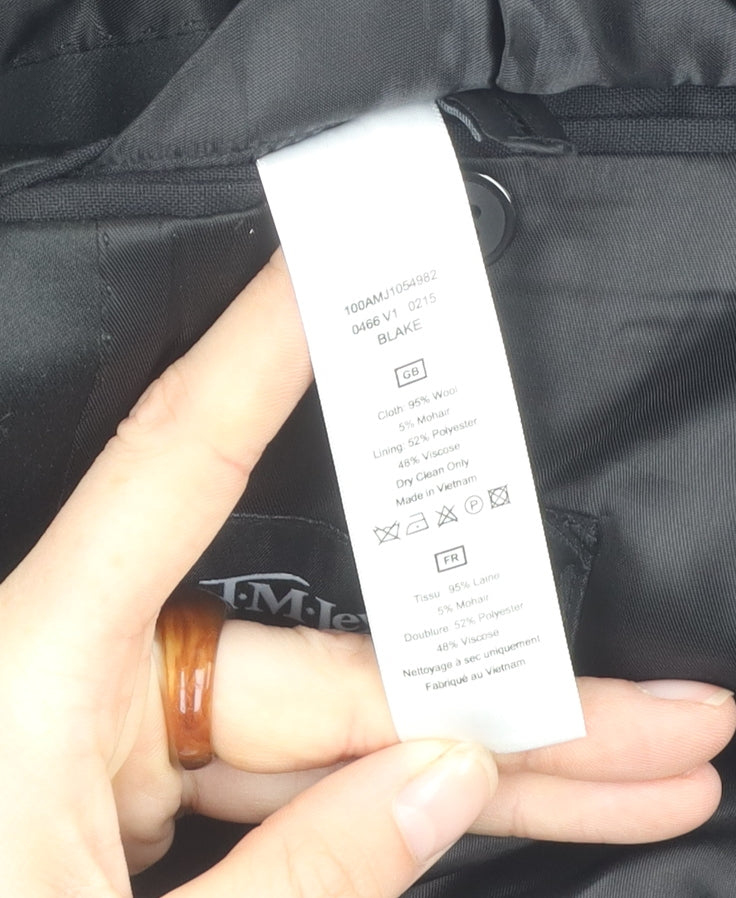 100AMJ1054982
0466 V1 0215
BLAKE
GB
Cloth: 95% Wool
5% Mohair
Lining: 52% Polyester
48% Viscose
Dry Clean Only
Made in Vietnam
P
FR
Tissu: 95% Laine
5% Mohair
Doublure: 52% Polyester
48% Viscose
Nettoyage à sec uniquement
Fabriqué au Vietnam
T·M·Lew